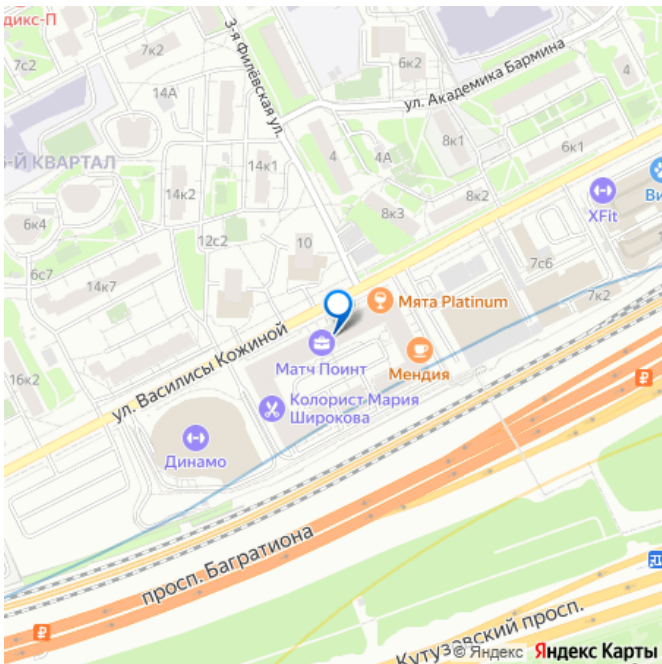 дикс-П
7к2
7с2
3-я Филёвская ул.
6к2
ул. Академика Бармина
4
14А
8к1
4
4А
6к1
-Й КВАРТАЛ
14к1
14к2
8к2
XFit
Ви
6к4
8к3
12с2
10
7с6
6с7
14к7
7к2
Мята Platinum
ул. Василисы Кожиной
Матч Поинт
Мендия
16к2
Колорист Мария
Широкова
Динамо
просп. Багратиона
Кутузовский просп.
© Яндекс Яндекс Карты